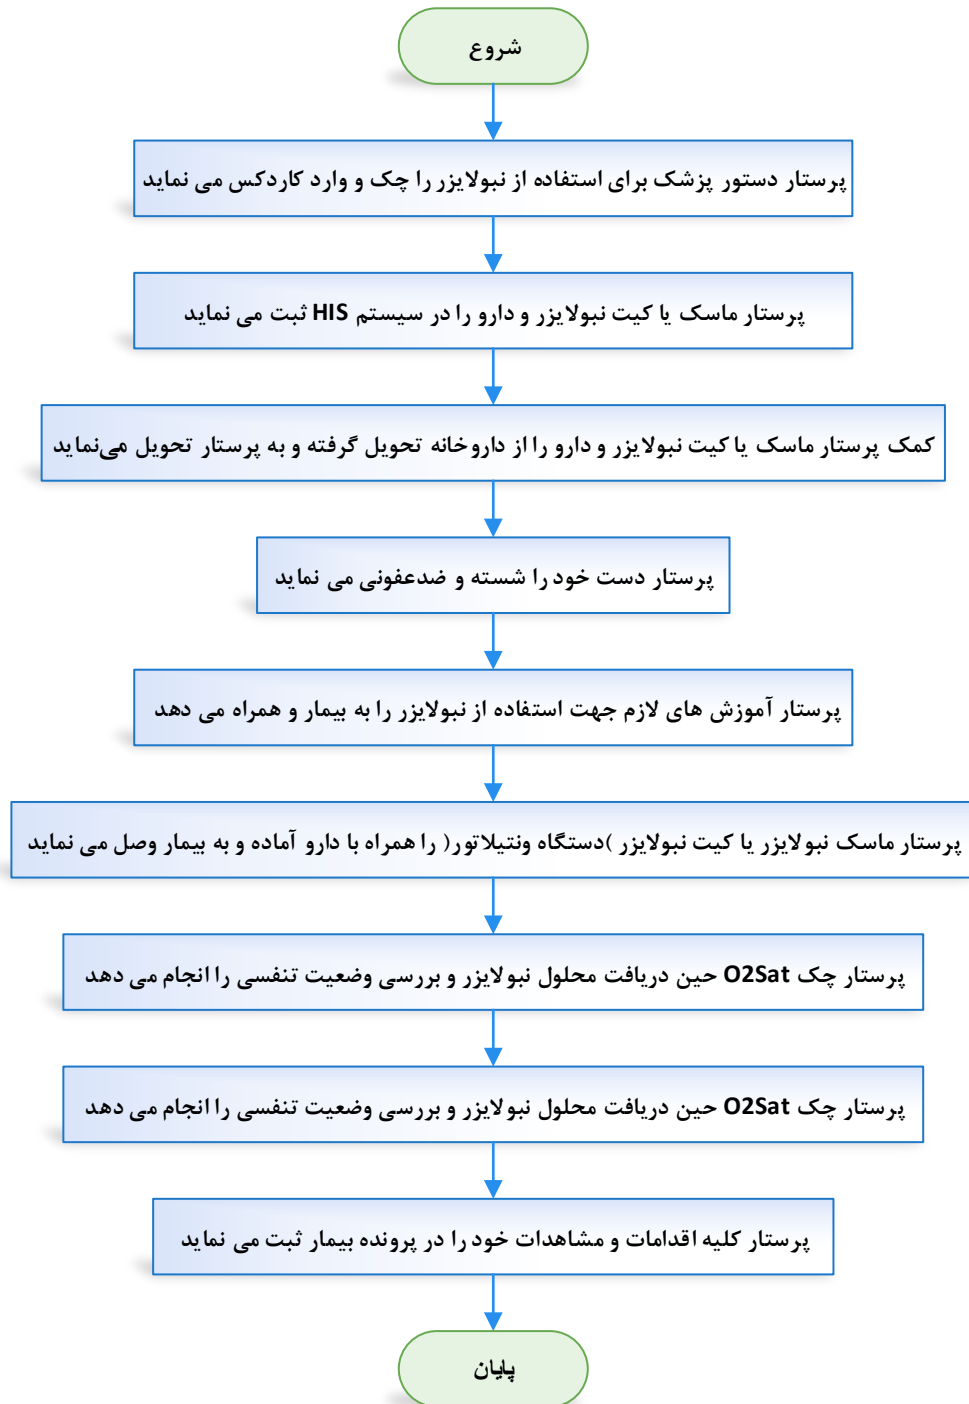 شروع
پرستار دستور پزشک برای استفاده از نبولایزر را چک و وارد کاردکس می نماید
پرستار ماسک یا کیت نبولایزر و دارو را در سیستم HIS ثبت می نماید
کمک پرستار ماسک یا کیت نبولایزر و دارو را از داروخانه تحویل گرفته و به پرستار تحویل می‌نماید
پرستار دست خود را شسته و ضدعفونی می نماید
پرستار آموزش های لازم جهت استفاده از نبولایزر را به بیمار و همراه می دهد
پرستار ماسک نبولایزر یا کیت نبولایزر (دستگاه ونتیلاتور) را همراه با دارو آماده و به بیمار وصل می نماید
پرستار چک O2Sat حین دریافت محلول نبولایزر و بررسی وضعیت تنفسی را انجام می دهد
پرستار چک O2Sat حین دریافت محلول نبولایزر و بررسی وضعیت تنفسی را انجام می دهد
پرستار کلیه اقدامات و مشاهدات خود را در پرونده بیمار ثبت می نماید
پایان